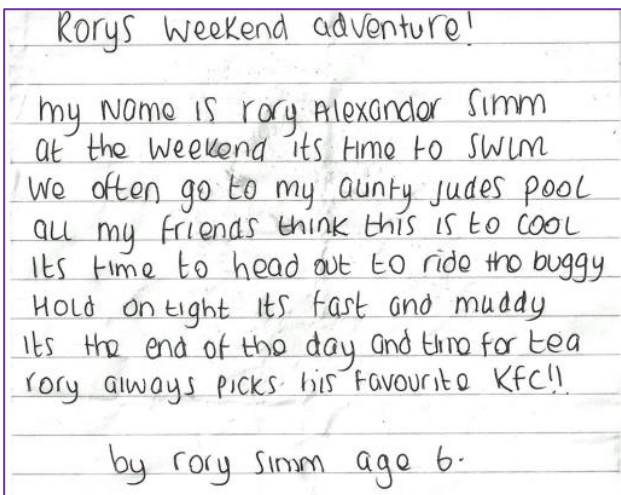 Rorys weekend adventure!
my Name is rory Alexander Simm
at the weekend its time to swim
we often go to my aunty judes pool
all my friends think this is to cool
its time to head out to ride the buggy
Hold on tight its fast and muddy
its the end of the day and time for tea
rory always picks his favourite KFC!!
by rory simm age 6.